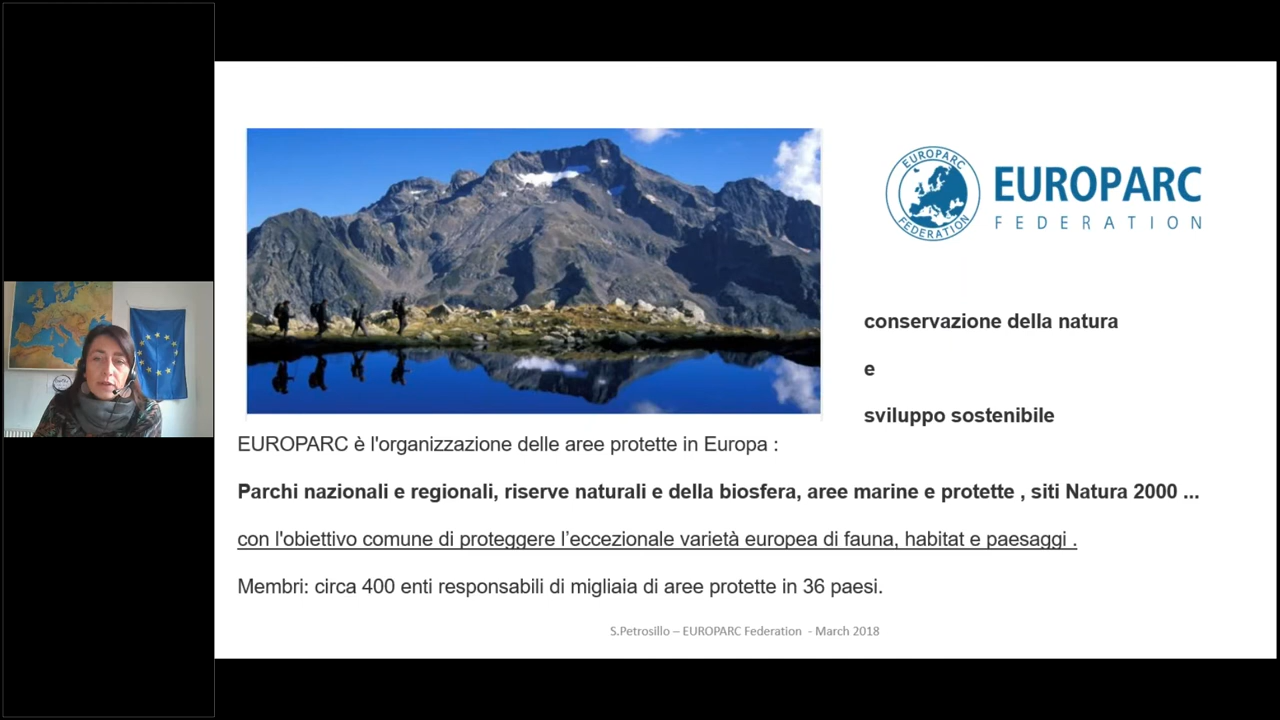 EUROPARC
FEDERATION
EUROPARC
FEDERATION
conservazione della natura
e
sviluppo sostenibile
EUROPARC è l'organizzazione delle aree protette in Europa :
Parchi nazionali e regionali, riserve naturali e della biosfera, aree marine e protette , siti Natura 2000 ...
con l'obiettivo comune di proteggere l’eccezionale varietà europea di fauna, habitat e paesaggi .
Membri: circa 400 enti responsabili di migliaia di aree protette in 36 paesi.
S.Petrosillo – EUROPARC Federation - March 2018